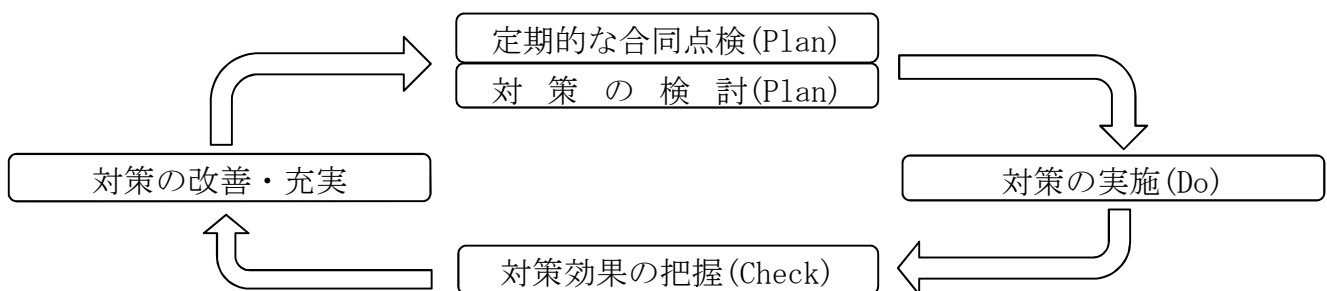 定期的な合同点検(Plan)
対策の検討(Plan)
対策の改善・充実
対策の実施(Do)
対策効果の把握(Check)